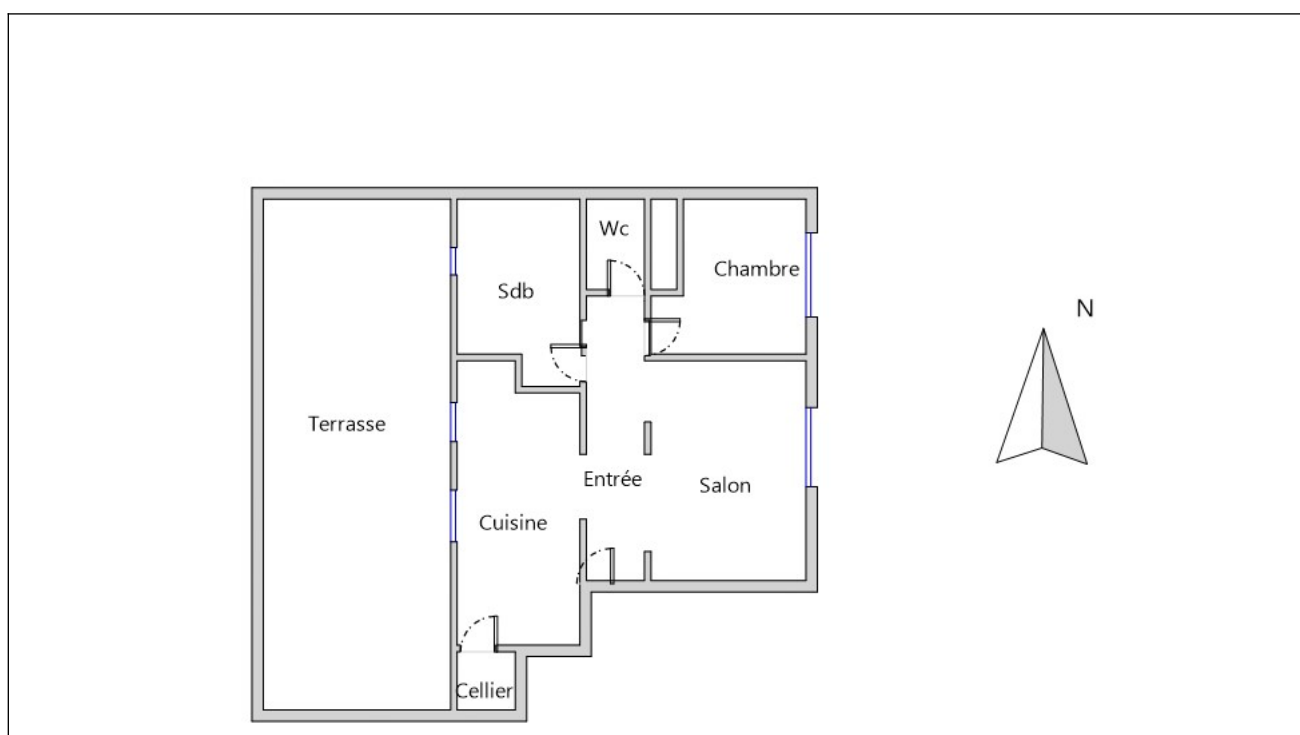 Wc
Chambre
Sdb
N
Terrasse
Entrée
Salon
Cuisine
Cellier